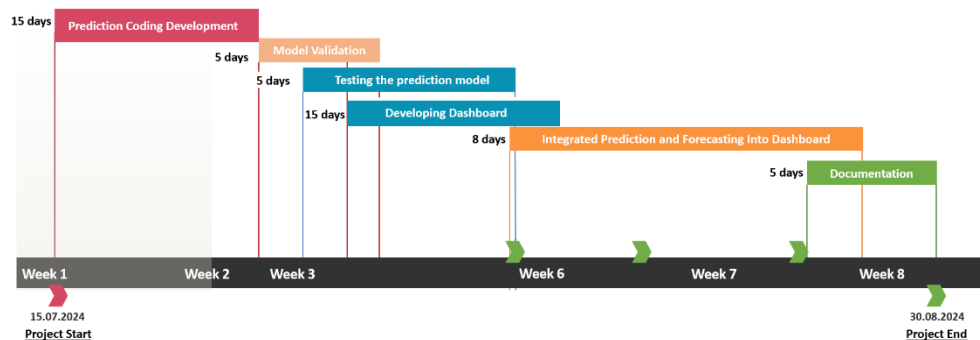 15 days
Prediction Coding Development
5 days
Model Validation
5 days
Testing the prediction model
15 days
Developing Dashboard
8 days
Integrated Prediction and Forecasting Into Dashboard
5 days
Documentation
Week 1
Week 2
Week 3
Week 6
Week 7
Week 8
15.07.2024
Project Start
30.08.2024
Project End